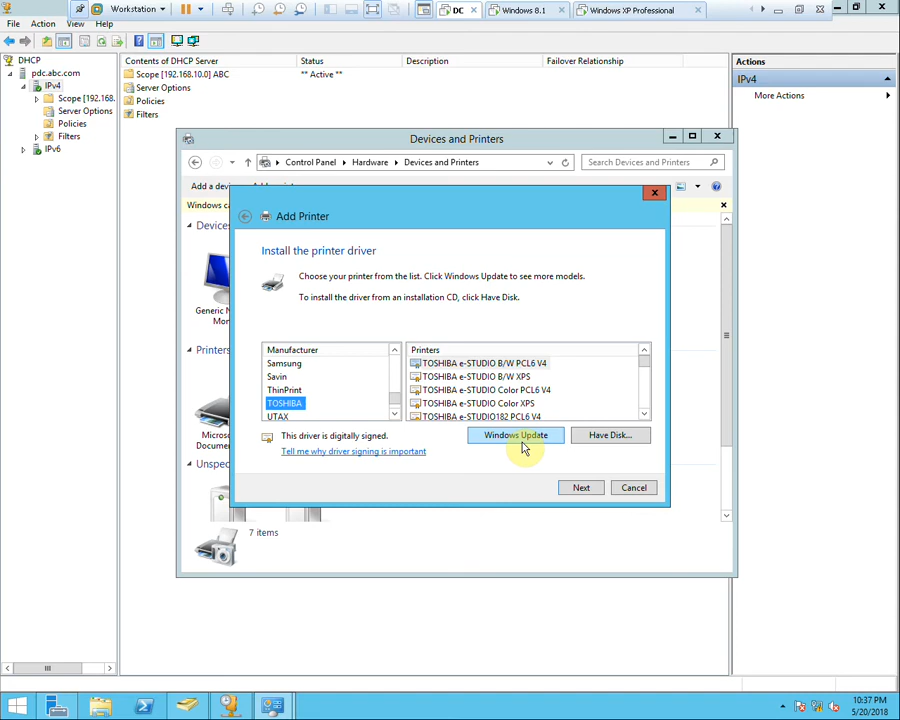 Workstation
DC
Windows 8.1
Windows XP Professional
File
Action
View
Help
DHCP
pdc.abc.com
IPv4
Scope [192.168.
Server Options
Policies
Filters
IPv6
Contents of DHCP Server
Status
Description
Failover Relationship
Scope [192.168.10.0] ABC
** Active **
Server Options
Policies
Filters
Actions
IPv4
More Actions
Devices and Printers
Control Panel
Hardware
Devices and Printers
Search Devices and Printers
Add a devi
Windows ca
Devices
Generic N
Mon
Printers
Micros
Docume
Unspec
7 items
Add Printer
Install the printer driver
Choose your printer from the list. Click Windows Update to see more models.
To install the driver from an installation CD, click Have Disk.
Manufacturer
Samsung
Savin
ThinPrint
TOSHIBA
UTAX
Printers
TOSHIBA e-STUDIO B/W PCL6 V4
TOSHIBA e-STUDIO B/W XPS
TOSHIBA e-STUDIO Color PCL6 V4
TOSHIBA e-STUDIO Color XPS
TOSHIBA e-STUDIO182 PCL6 V4
This driver is digitally signed.
Tell me why driver signing is important
Windows Update
Have Disk...
Next
Cancel
10:37 PM
5/20/2018